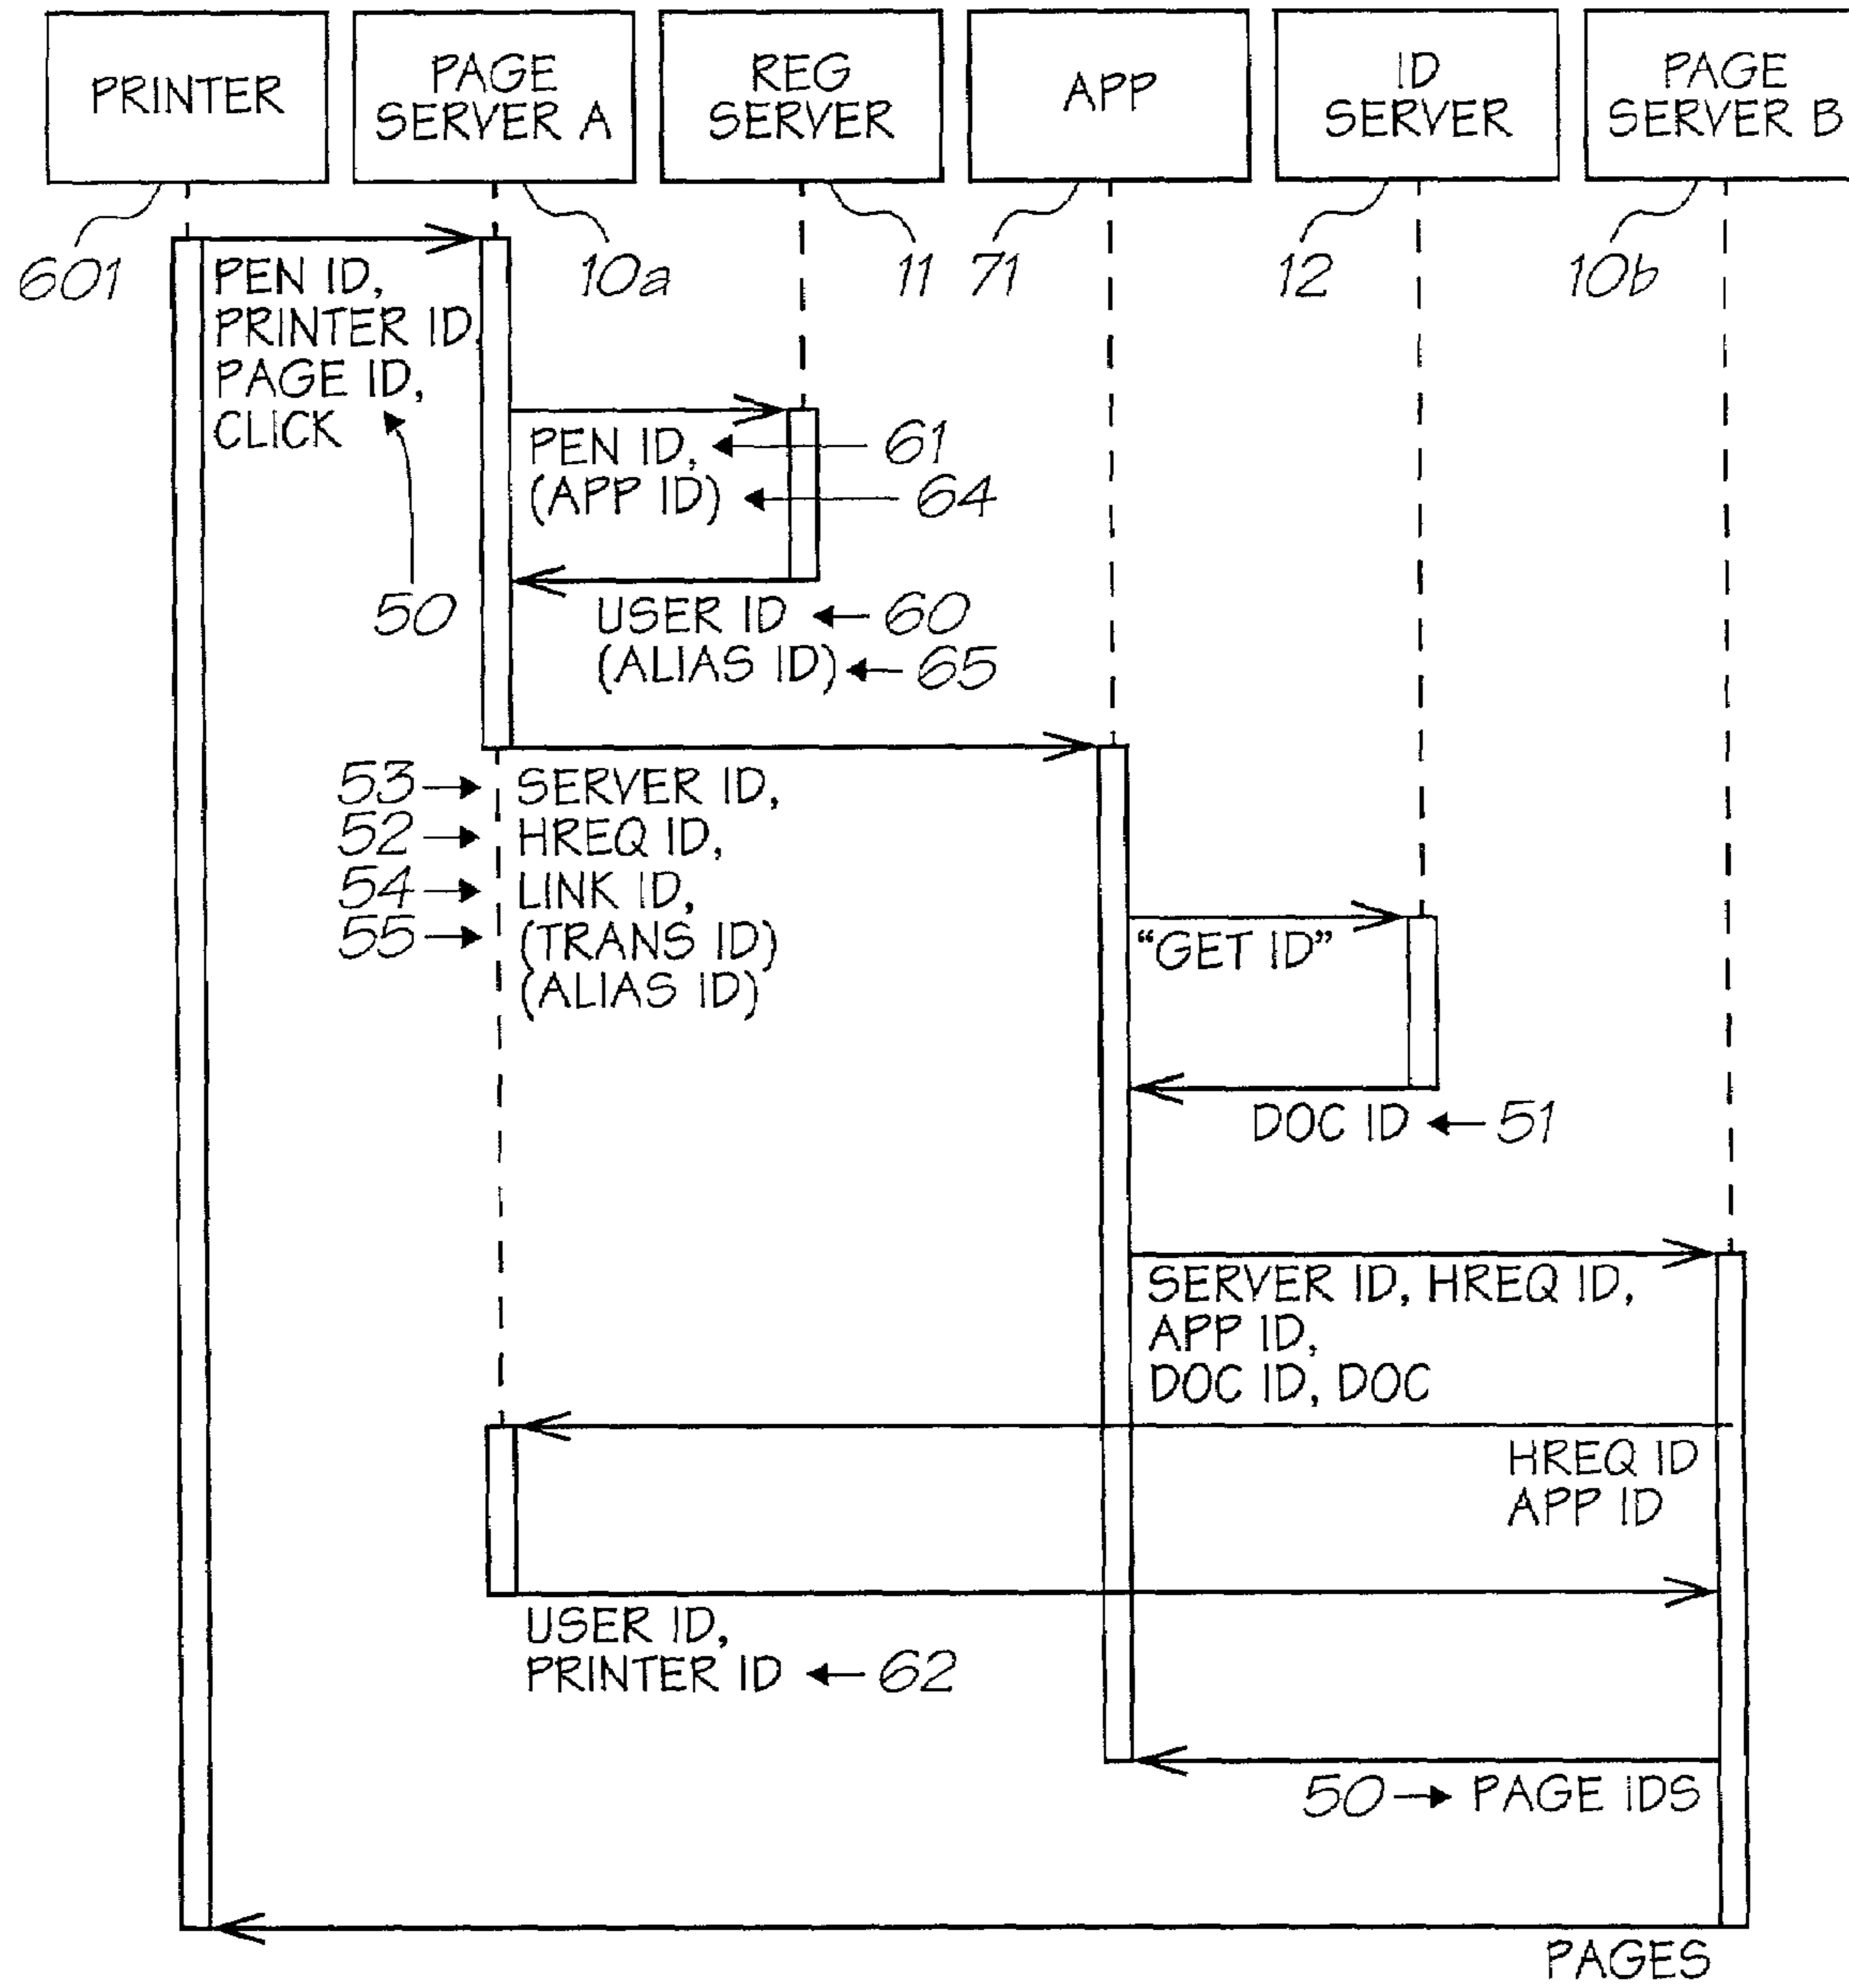 PRINTER
PAGE
SERVER A
REG
SERVER
APP
ID
SERVER
PAGE
SERVER B
601
10a
11
71
12
10b
PEN ID,
PRINTER ID,
PAGE ID,
CLICK
50
PEN ID, 61
(APP ID) 64
USER ID 60
(ALIAS ID) 65
53 SERVER ID,
52 HREQ ID,
54 LINK ID,
55 (TRANS ID)
(ALIAS ID)
“GET ID”
DOC ID 51
SERVER ID, HREQ ID,
APP ID,
DOC ID, DOC
HREQ ID
APP ID
USER ID,
PRINTER ID 62
50 PAGE IDS
PAGES